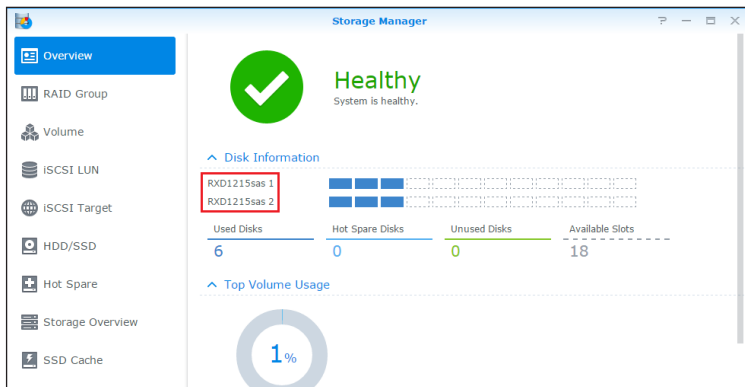 Storage Manager
? — □ X
Overview
RAID Group
Volume
iSCSI LUN
iSCSI Target
HDD/SSD
Hot Spare
Storage Overview
SSD Cache
Healthy
System is healthy.
Disk Information
RXD1215sas 1
RXD1215sas 2
Used Disks Hot Spare Disks Unused Disks Available Slots
6 0 0 18
Top Volume Usage
1%